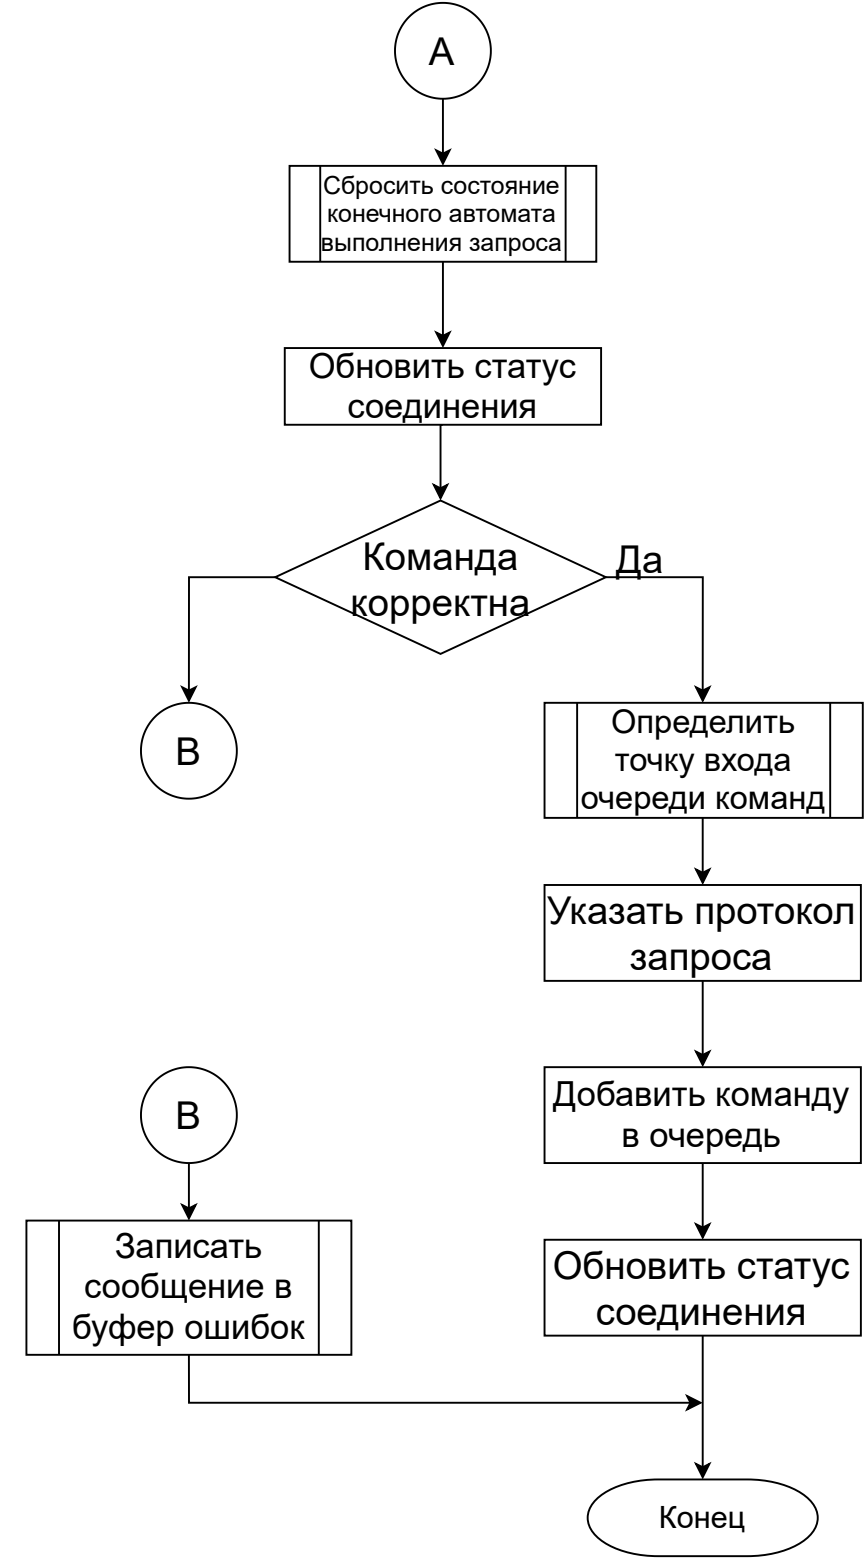 А
Сбросить состояние
конечного автомата
выполнения запроса
Обновить статус
соединения
Команда
корректна
Да
В
Определить
точку входа
очереди команд
Указать протокол
запроса
В
Добавить команду
в очередь
Записать
сообщение в
буфер ошибок
Обновить статус
соединения
Конец